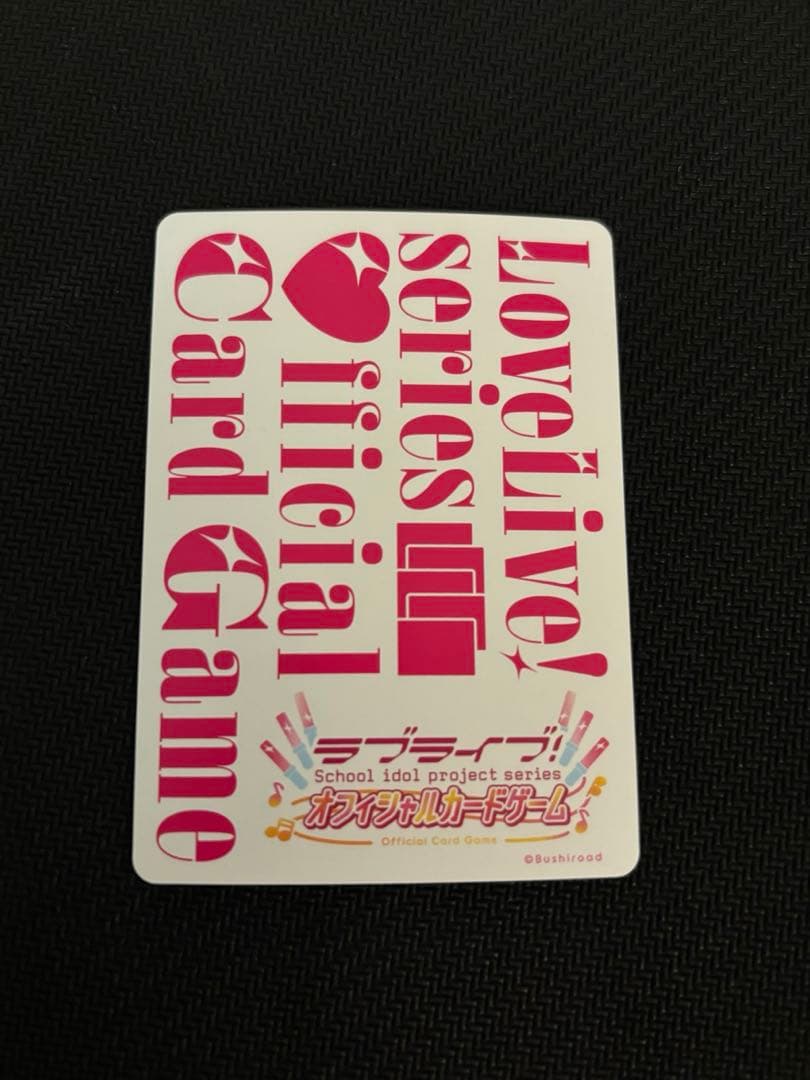 LoveLive!
series
fficial
Card Game
ラブライブ!
School idol project series
オフィシャルカードゲーム
Official Card Game
©Bushiroad